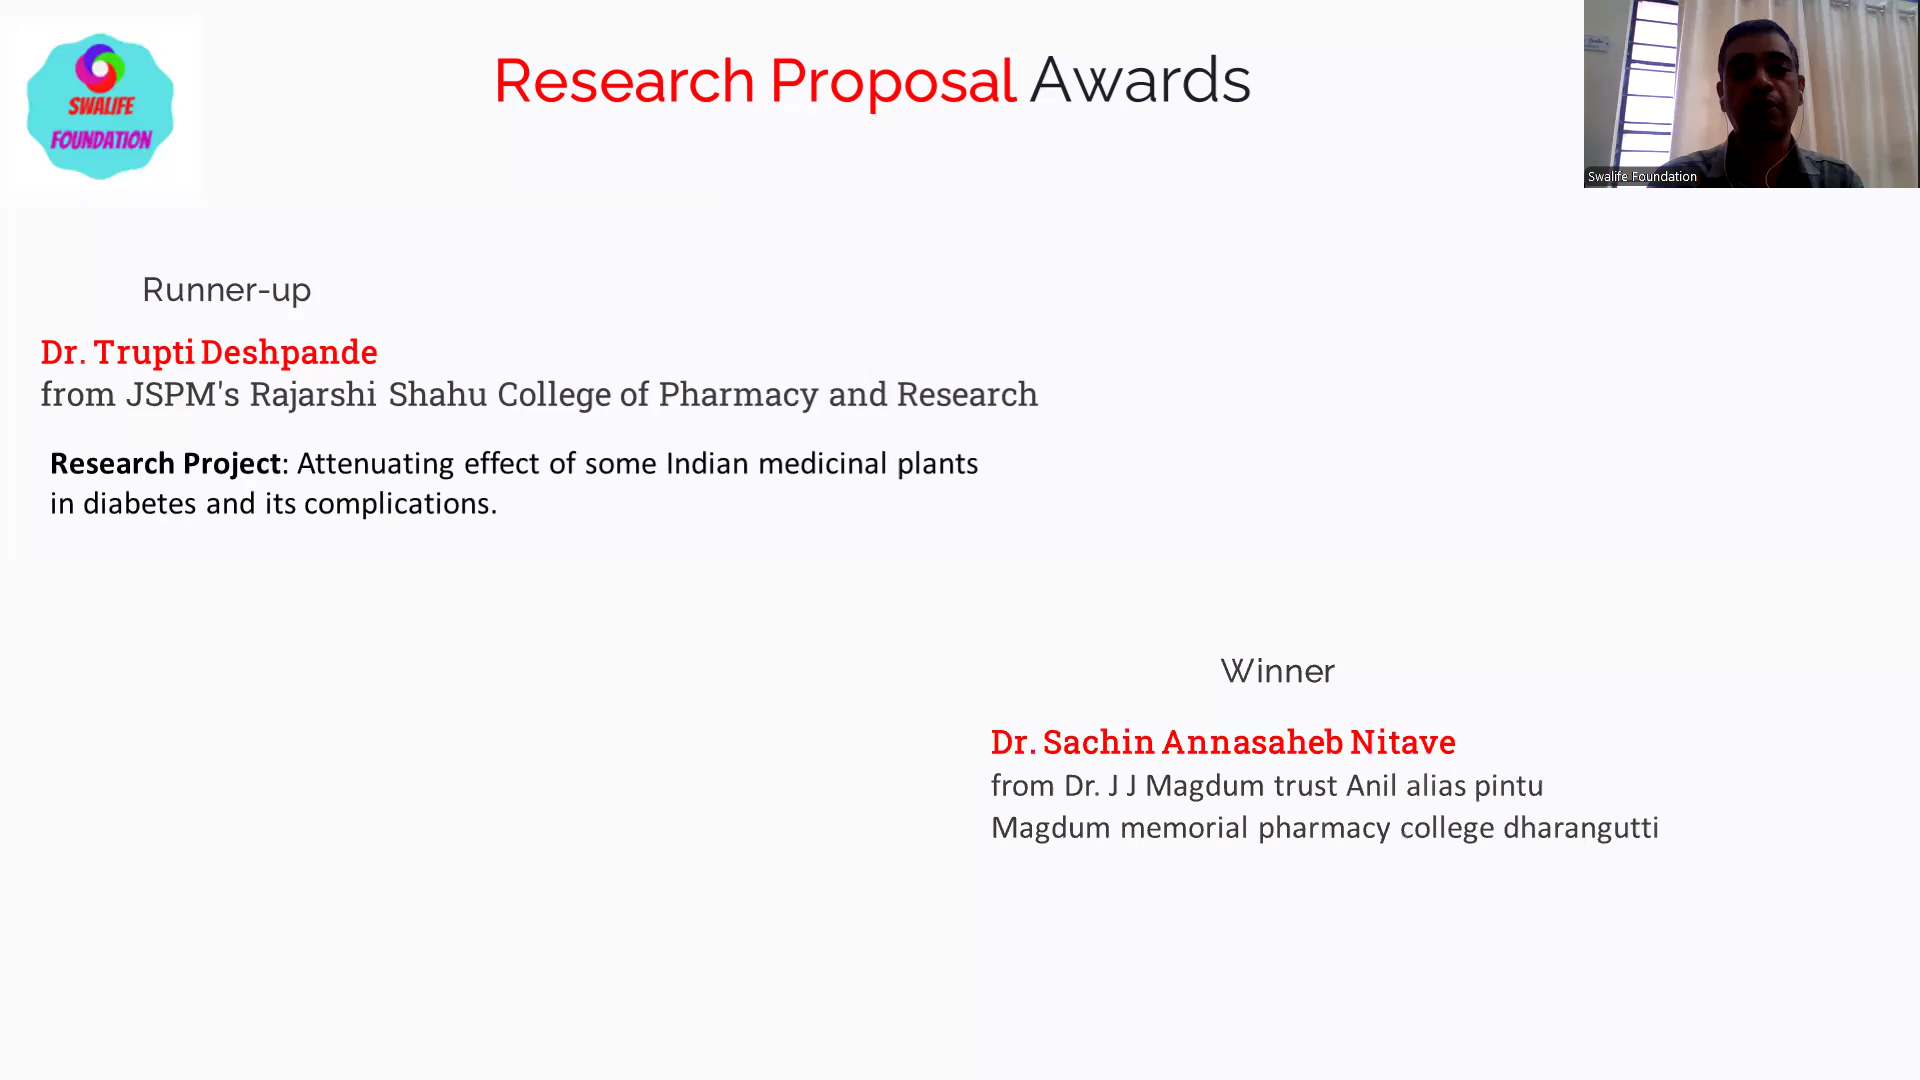 SWALIFE
FOUNDATION
Research Proposal Awards
Swalife Foundation
Runner-up
Dr. Trupti Deshpande
from JSPM's Rajarshi Shahu College of Pharmacy and Research
Research Project: Attenuating effect of some Indian medicinal plants
in diabetes and its complications.
Winner
Dr. Sachin Annasaheb Nitave
from Dr. J J Magdum trust Anil alias pintu
Magdum memorial pharmacy college dharangutti